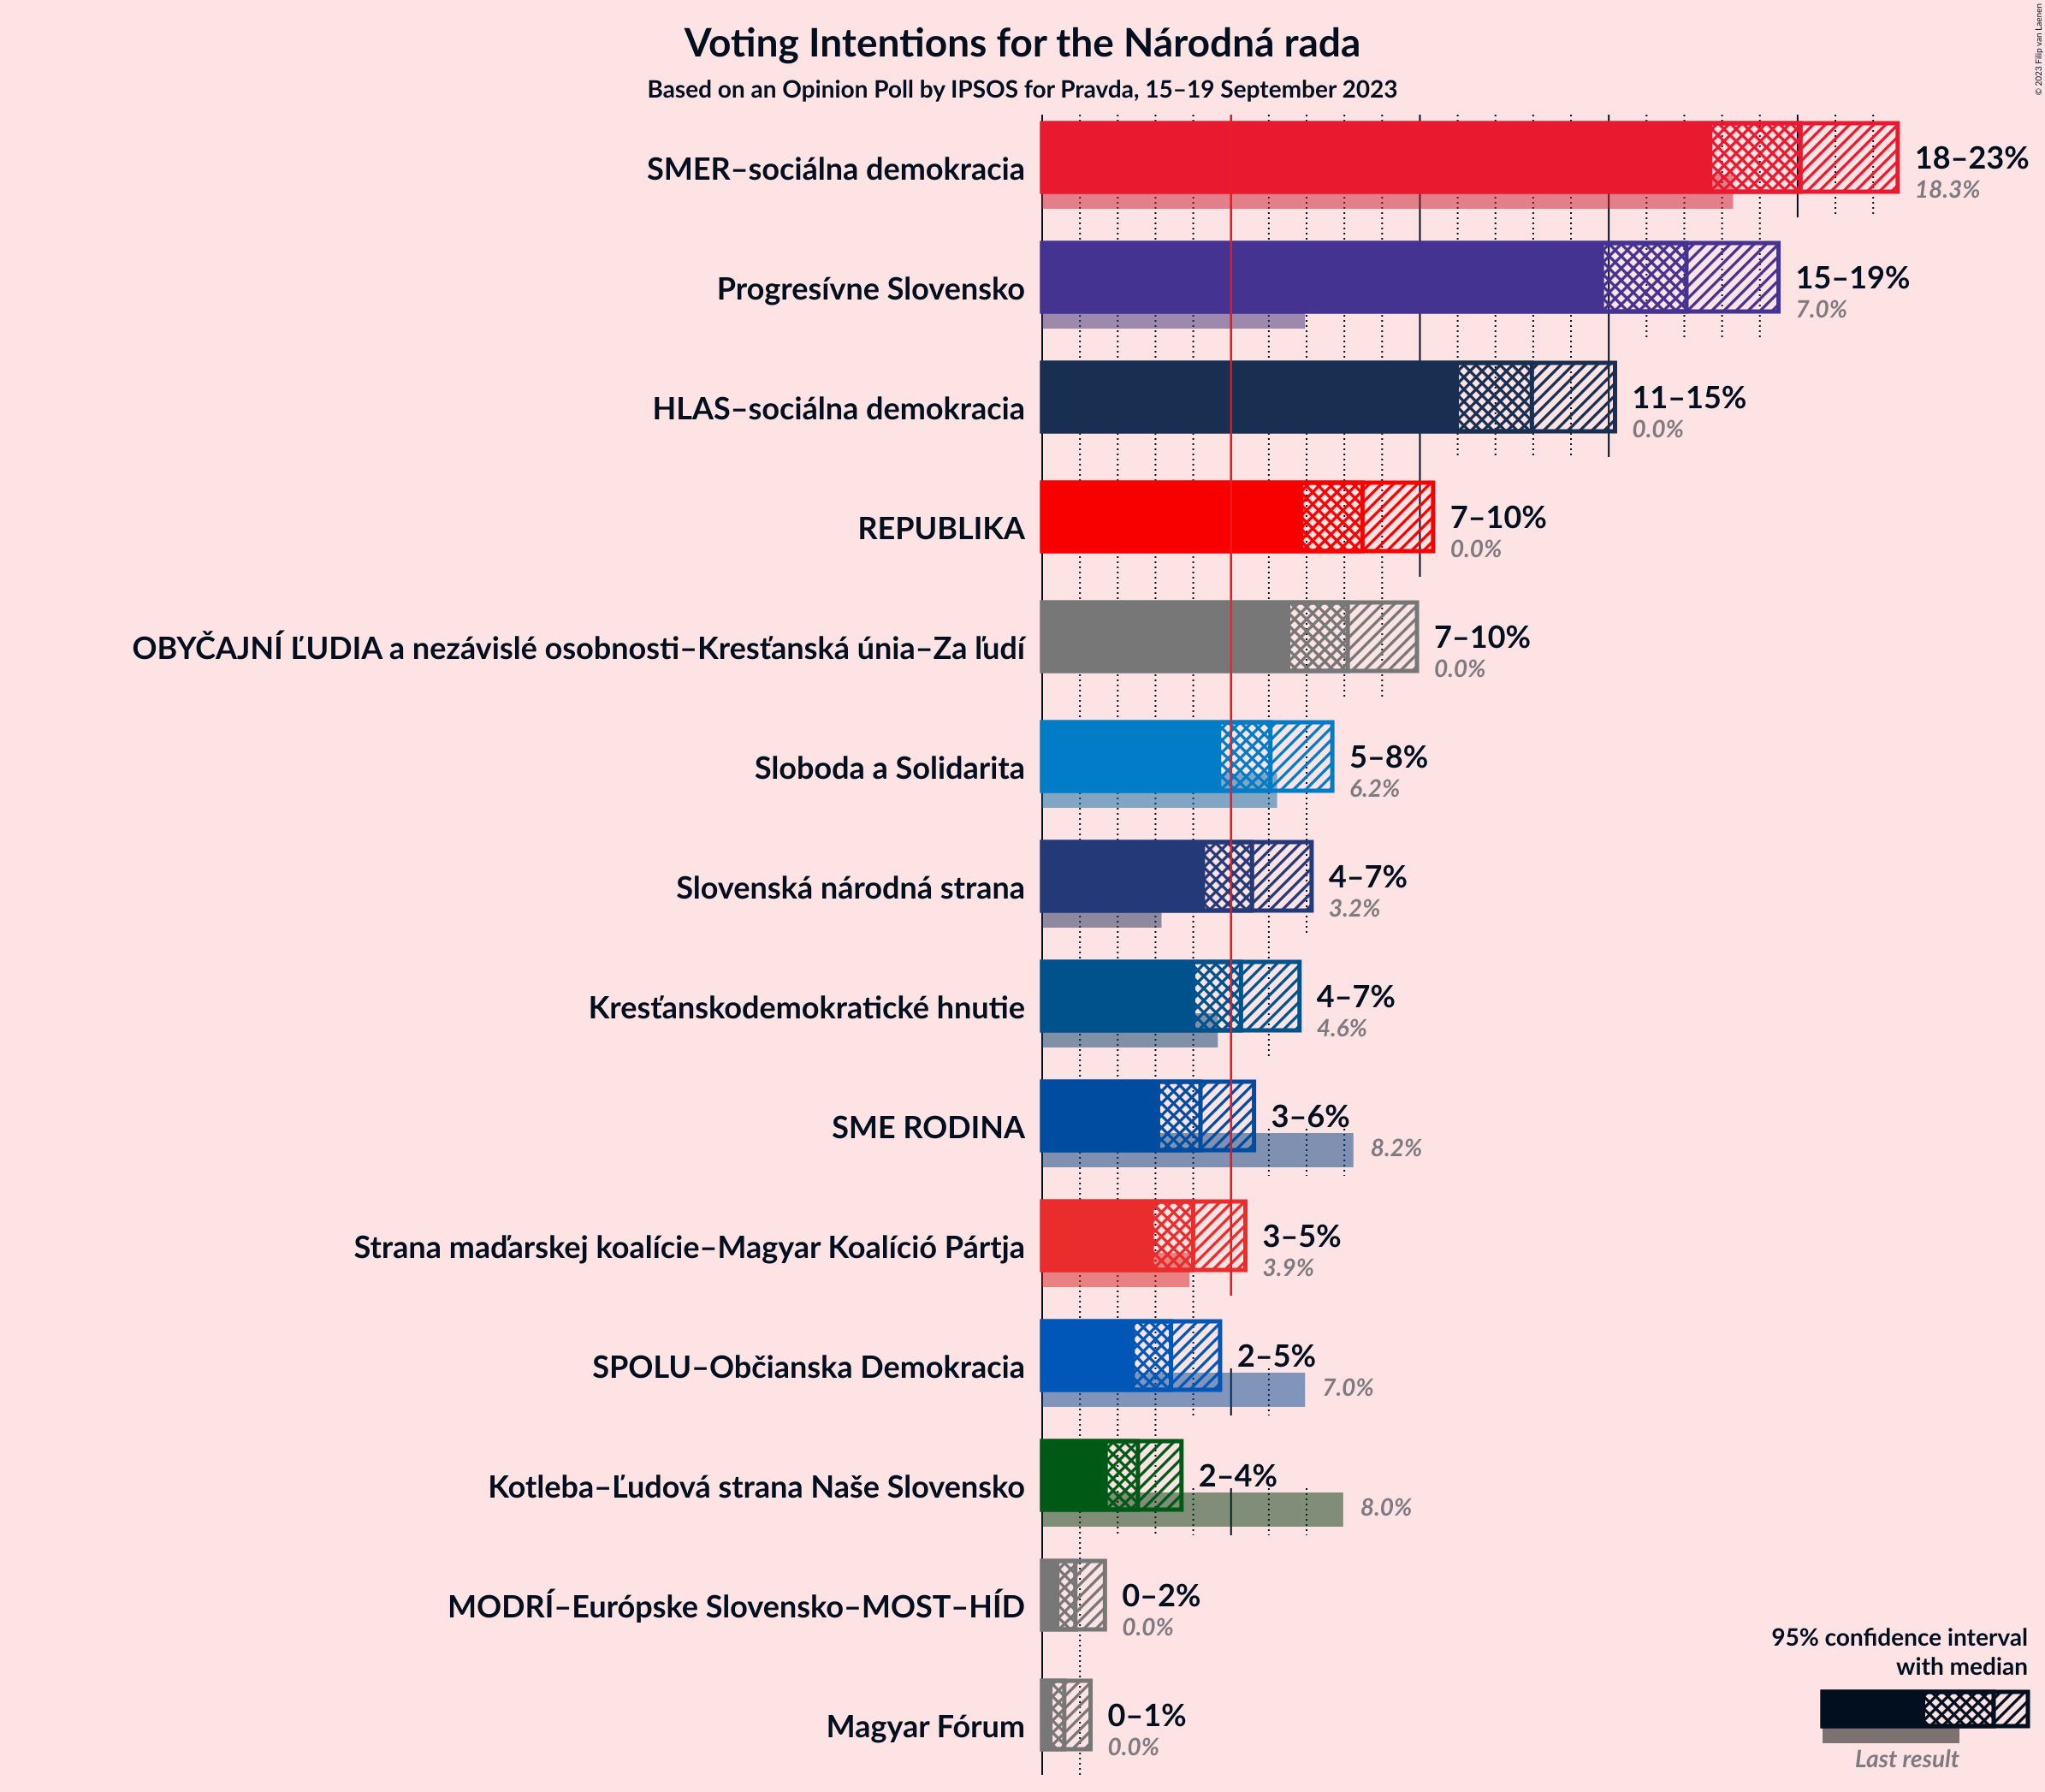 Voting Intentions for the Národná rada
Based on an Opinion Poll by IPSOS for Pravda, 15–19 September 2023
© 2023 Filip van Laenen
SMER–sociálna demokracia
18–23%
18.3%
Progresívne Slovensko
15–19%
7.0%
HLAS–sociálna demokracia
11–15%
0.0%
REPUBLIKA
7–10%
0.0%
OBYČAJNÍ ĽUDIA a nezávislé osobnosti–Kresťanská únia–Za ľudí
7–10%
0.0%
Sloboda a Solidarita
5–8%
6.2%
Slovenská národná strana
4–7%
3.2%
Kresťanskodemokratické hnutie
4–7%
4.6%
SME RODINA
3–6%
8.2%
Strana maďarskej koalície–Magyar Koalíció Pártja
3–5%
3.9%
SPOLU–Občianska Demokracia
2–5%
7.0%
Kotleba–Ľudová strana Naše Slovensko
2–4%
8.0%
MODRÍ–Európske Slovensko–MOST–HÍD
0–2%
0.0%
Magyar Fórum
0–1%
0.0%
95% confidence interval
with median
Last result